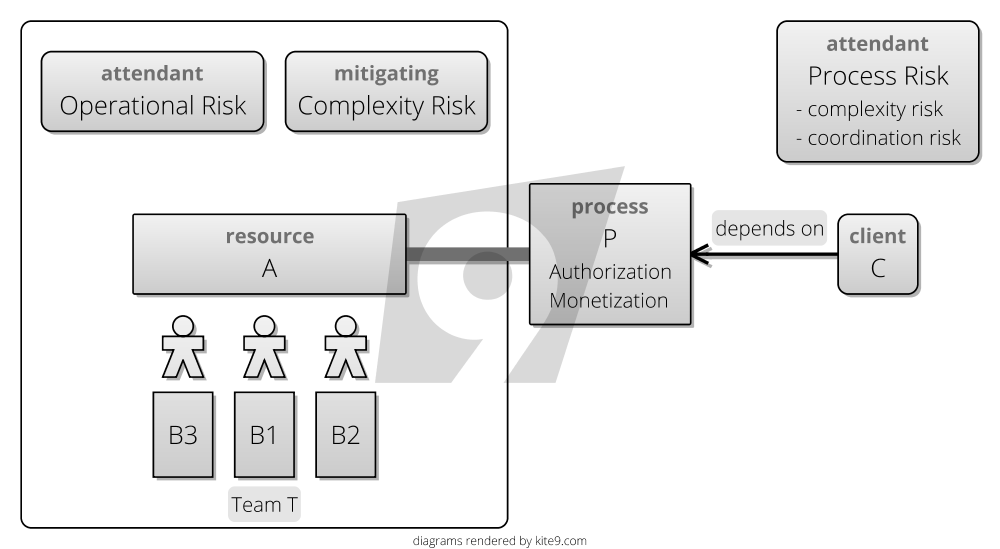 attendant
Operational Risk
mitigating
Complexity Risk
attendant
Process Risk
- complexity risk
- coordination risk
resource
A
process
P
Authorization
Monetization
depends on
client
C
B3
B1
B2
Team T
diagrams rendered by kite9.com